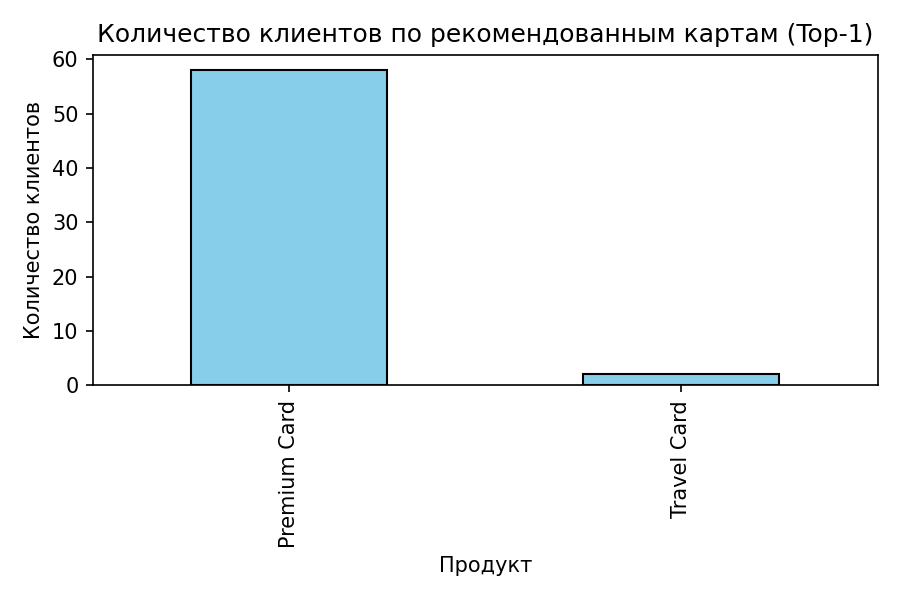 Количество клиентов по рекомендованным картам (Top-1)
Количество клиентов
60
50
40
30
20
10
0
Premium Card
Travel Card
Продукт